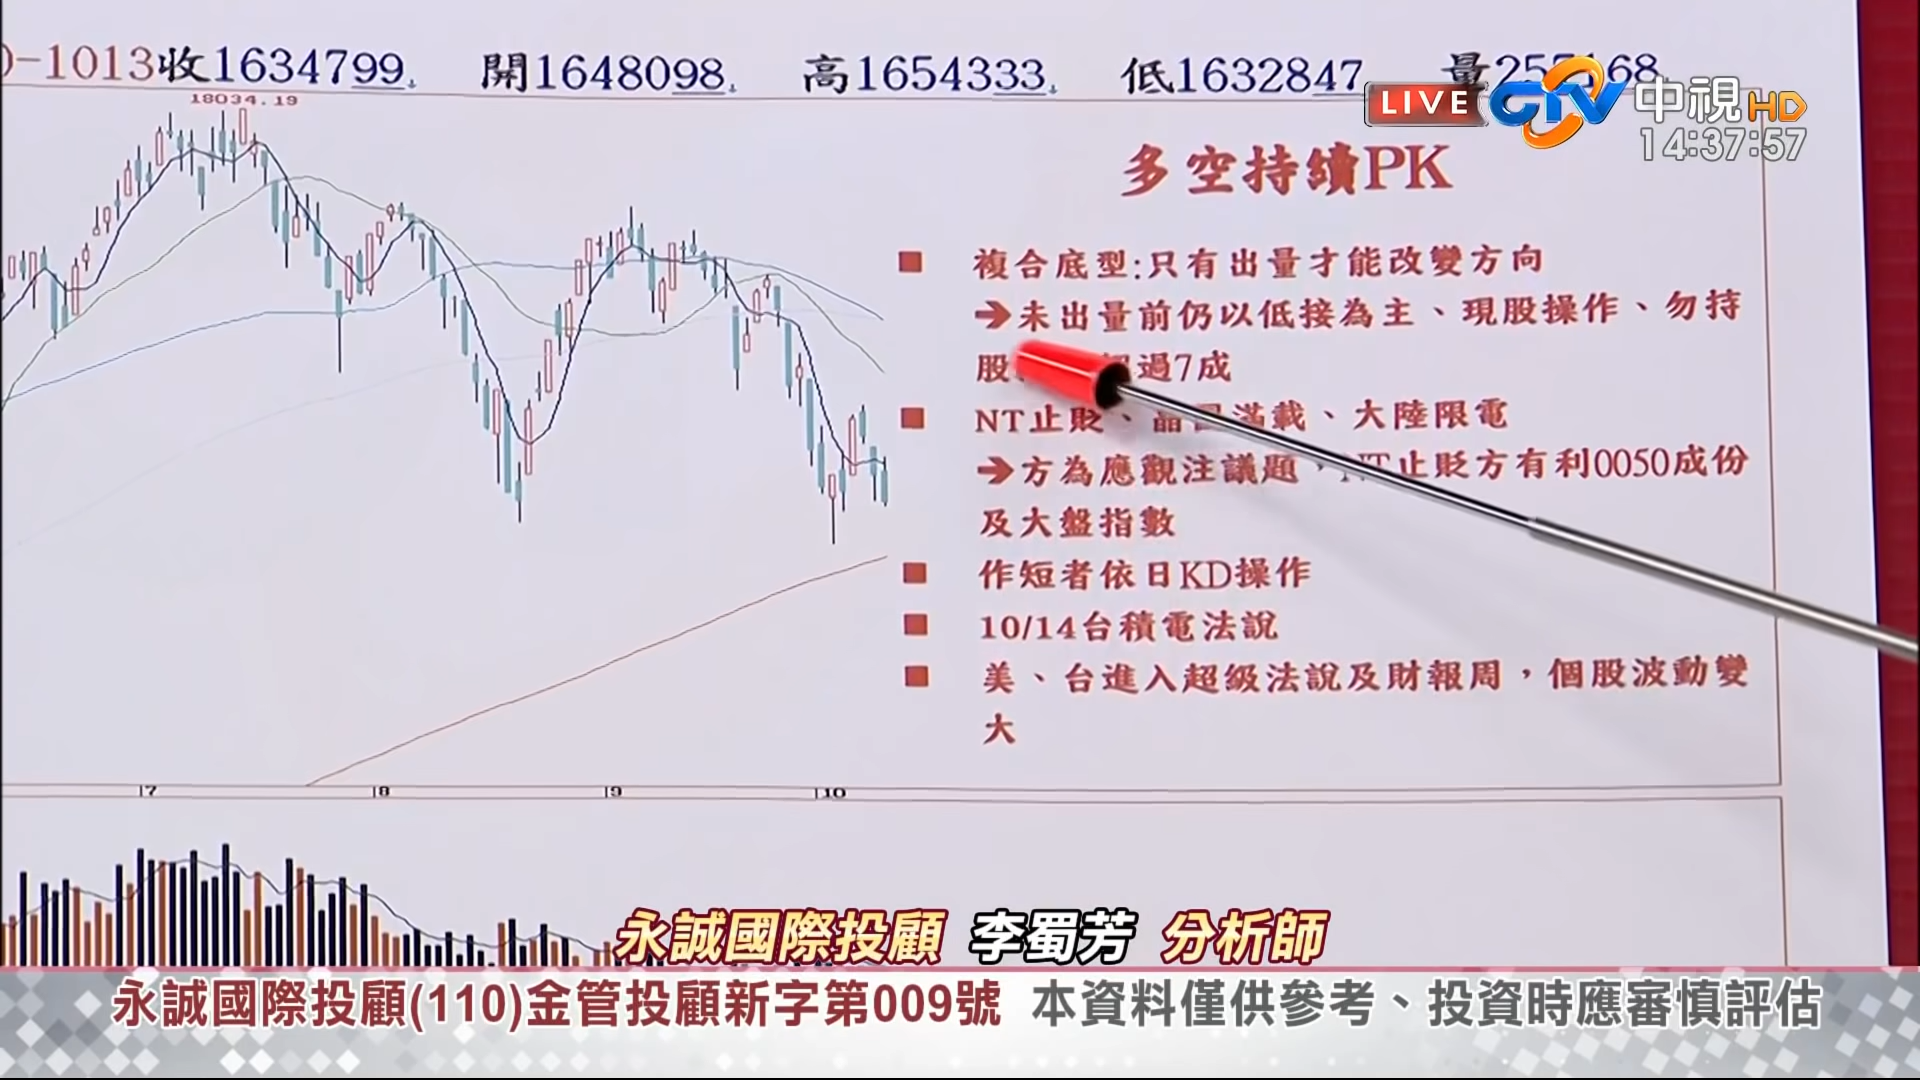 -1013收1634799 開1648098 高1654333 低1632847 量
18034.19
LIVE CTV 中視HD
14:37:57
多空持續PK
■ 複合底型:只有出量才能改變方向
➔未出量前仍以低接為主、現股操作、勿持
股 過7成
■ NT止貶、 滿載、大陸限電
➔方為應觀注議題，NT止貶方有利0050成份
及大盤指數
■ 作短者依日KD操作
■ 10/14台積電法說
■ 美、台進入超級法說及財報周，個股波動變
大
7 8 9 10
永誠國際投顧 李蜀芳 分析師
永誠國際投顧(110)金管投顧新字第009號 本資料僅供參考、投資時應審慎評估